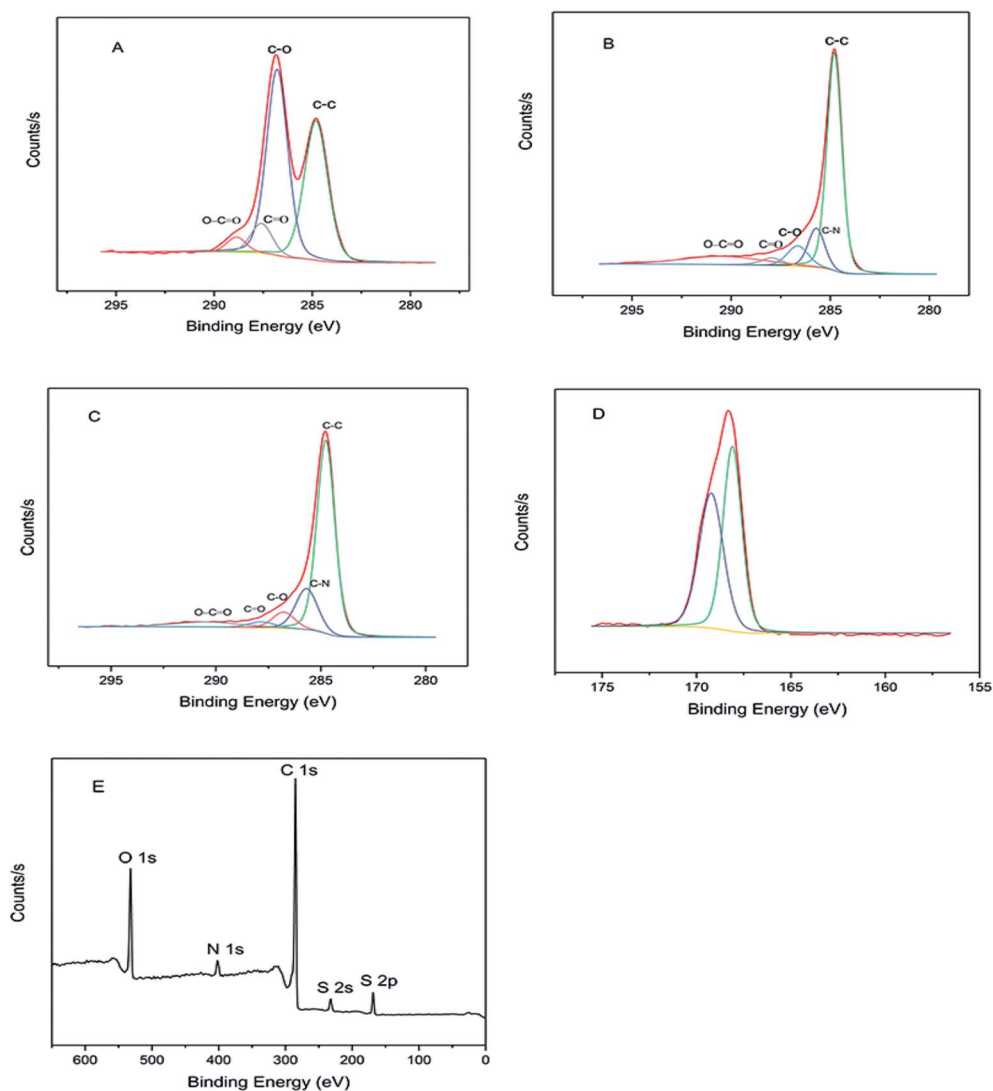 A
C-O
C-C
O-C=O
C=O
Counts/s
295
290
285
280
Binding Energy (eV)
B
C-C
O-C=O
C=O
C-O
C-N
Counts/s
295
290
285
280
Binding Energy (eV)
C
C-C
O-C=O
C=O
C-O
C-N
Counts/s
295
290
285
280
Binding Energy (eV)
D
Counts/s
175
170
165
160
155
Binding Energy (eV)
E
C 1s
O 1s
N 1s
S 2s
S 2p
Counts/s
600
500
400
300
200
100
0
Binding Energy (eV)